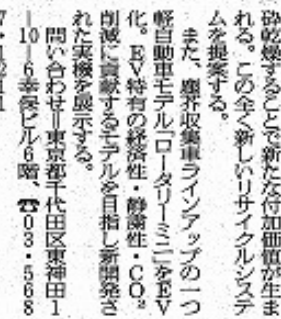 砕乾燥することで新たな付加価値が生ま
れる。この全く新しいリサイクルシステ
ムを提案する。
また、塵芥収集車ラインアップの一つ
軽自動車モデル「ロータリーミニ」をEV
化。EV特有の経済性・静粛性・CO₂
削減に貢献するモデルを目指し新開発さ
れた実機を展示する。
問い合わせ＝東京都千代田区東神田1
―10―6幸保ビル6階、☎03・568
7・1211